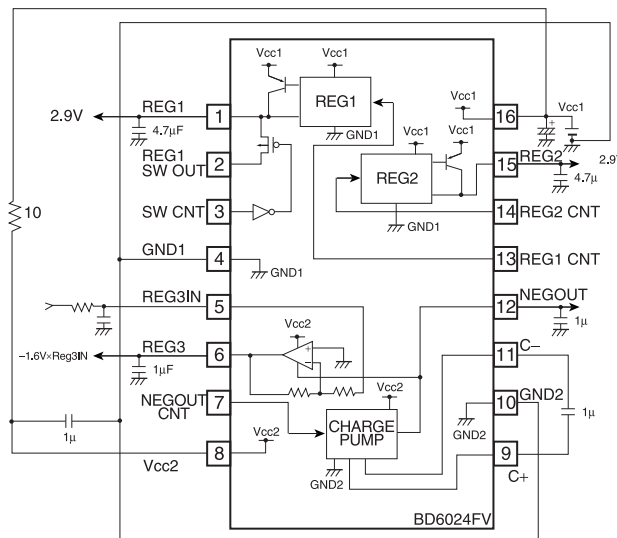 Vcc1
Vcc1
Vcc1
Vcc1
2.9V
REG1
4.7μF
1
REG1
GND1
16
Vcc1
+
REG1
SW OUT
2
Vcc1
Vcc1
REG2
15
REG2
2.9V
4.7μ
10
SW CNT
3
14
REG2 CNT
GND1
GND1
4
GND1
13
REG1 CNT
REG3IN
5
12
NEGOUT
1μ
Vcc2
−1.6V×Reg3IN
REG3
1μF
6
+
−
11
C−
NEGOUT
CNT
7
Vcc2
CHARGE
PUMP
GND2
10
GND2
1μ
1μ
Vcc2
8
Vcc2
GND2
9
C+
BD6024FV